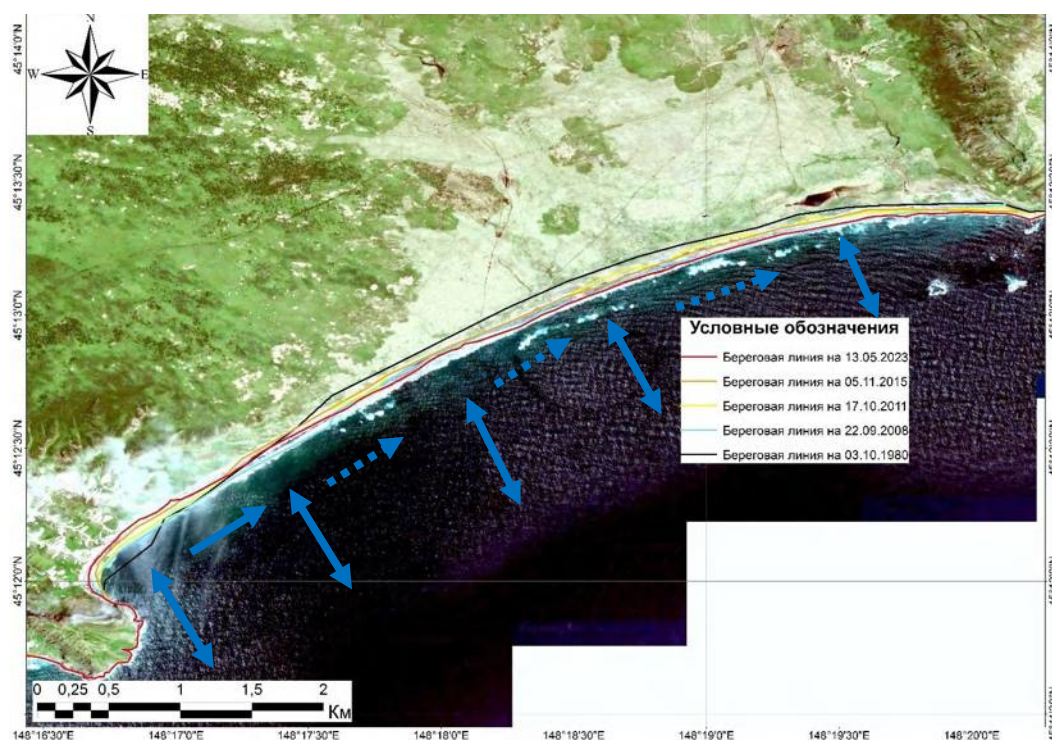 N
W E
S
45°14'0"N
45°13'30"N
45°13'0"N
45°12'30"N
45°12'0"N
Условные обозначения
Береговая линия на 13.05.2023
Береговая линия на 05.11.2015
Береговая линия на 17.10.2011
Береговая линия на 22.09.2008
Береговая линия на 03.10.1980
0 0,25 0,5 1 1,5 2
Км
148°16'30"E 148°17'0"E 148°17'30"E 148°18'0"E 148°18'30"E 148°19'0"E 148°19'30"E 148°20'0"E